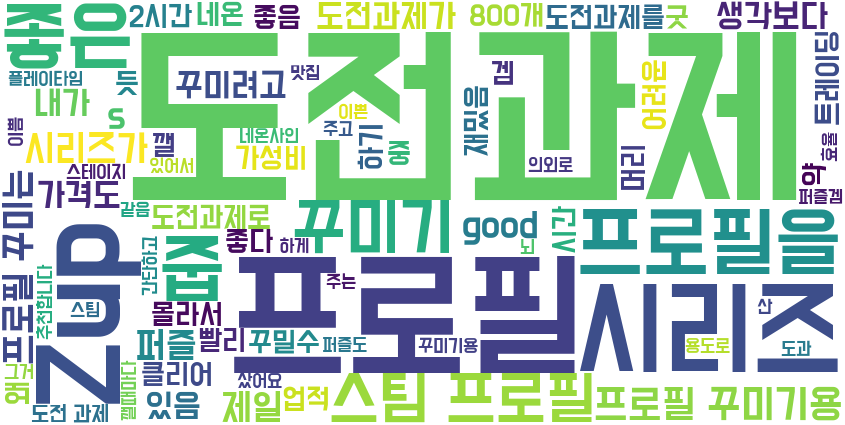 좋은
2시간
네온
좋음
도전과제가
800개
도전과제를
굿
생각보다
플레이타임
듯
꾸미려고
맛집
도전과제
겜
어려운
트레이딩
내가
s
이쁜
재밌음
이쁨
시리즈가
깰
네온사인
주고
하기
중
효율
있어서
가성비
의외로
머리
스테이지
약
가격도
퍼즐겜
같음
도전과제로
꾸미기
good
시간
프로필을
프로필 꾸미는
zup
줍
좋다
하게
뇌
간단하고
추천합니다
스팀
몰라서
주는
프로필
시리즈
산
퍼즐
빨리
꾸밀수
퍼즐도
꾸미기용
용도로
도과
그거
왜
클리어
샀어요
깰때마다
도전 과제
있음
제일
업적
스팀 프로필
프로필 꾸미기용